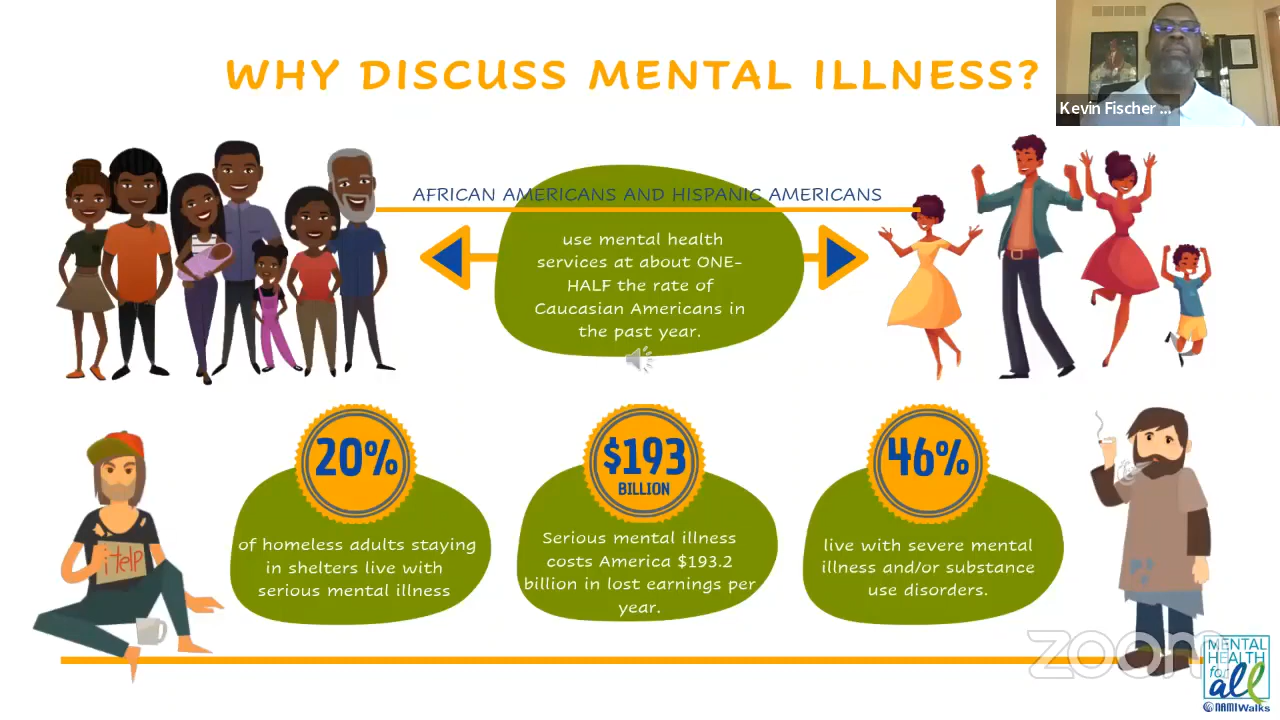 WHY DISCUSS MENTAL ILLNESS?
Kevin Fischer ...
AFRICAN AMERICANS AND HISPANIC AMERICANS
use mental health
services at about ONE-
HALF the rate of
Caucasian Americans in
the past year.
20%
of homeless adults staying
in shelters live with
serious mental illness
Help
$193
BILLION
Serious mental illness
costs America $193.2
billion in lost earnings per
year.
46%
live with severe mental
illness and/or substance
use disorders.
zoom
MENTAL
HEALTH
for
all
NAMIWalks